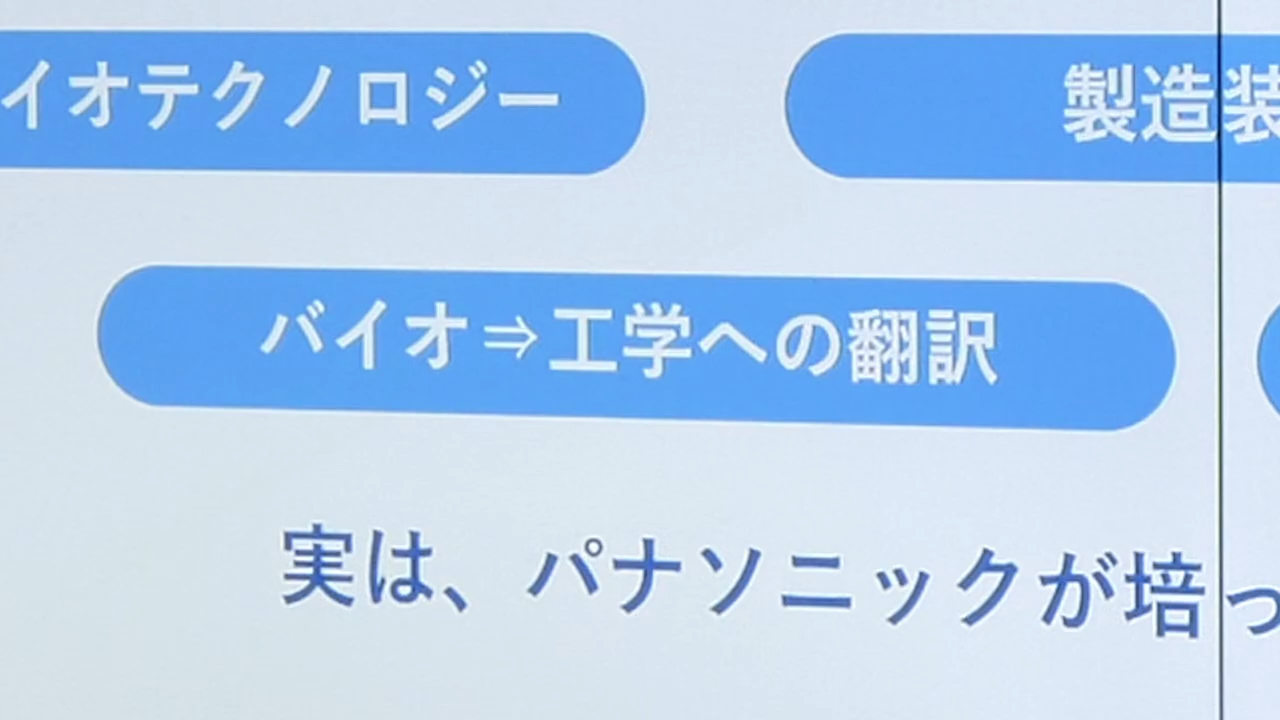 イオテクノロジー
製造装
バイオ⇒工学への翻訳
実は、パナソニックが培っ